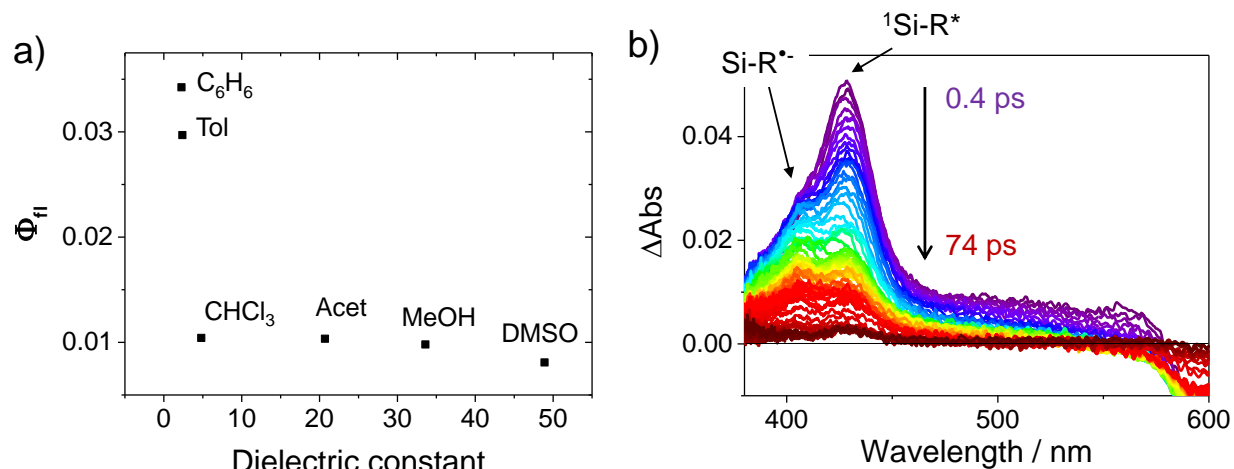 a)
C₆H₆
Tol
CHCl₃
Acet
MeOH
DMSO
0.03
0.02
0.01
Φfl
0 10 20 30 40 50
Dielectric constant
b)
¹Si-R*
Si-R•-
0.4 ps
74 ps
0.04
0.02
0.00
ΔAbs
400 500 600
Wavelength / nm